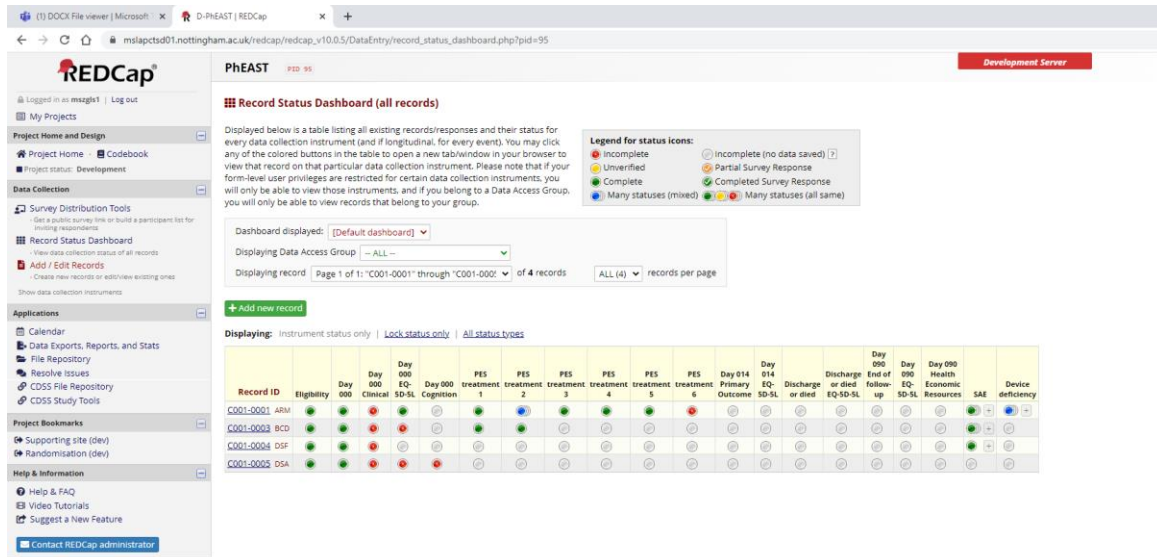 (1) DOCX File viewer | Microsoft
D-PhEAST | REDCap
mslapctsd01.nottingham.ac.uk/redcap/redcap_v10.0.5/DataEntry/record_status_dashboard.php?pid=95
REDCap
Logged in as mszgls1 | Log out
My Projects
Project Home and Design
Project Home · Codebook
Project status: Development
Data Collection
Survey Distribution Tools
- Get a public survey link or build a participant list for
inviting respondents
Record Status Dashboard
- View data collection status of all records
Add / Edit Records
- Create new records or edit/view existing ones
Show data collection instruments
Applications
Calendar
Data Exports, Reports, and Stats
File Repository
Resolve Issues
CDSS File Repository
CDSS Study Tools
Project Bookmarks
Supporting site (dev)
Randomisation (dev)
Help & Information
Help & FAQ
Video Tutorials
Suggest a New Feature
Contact REDCap administrator
PhEAST PID 95
Development Server
Record Status Dashboard (all records)
Displayed below is a table listing all existing records/responses and their status for
every data collection instrument (and if longitudinal, for every event). You may click
any of the colored buttons in the table to open a new tab/window in your browser to
view that record on that particular data collection instrument. Please note that if your
form-level user privileges are restricted for certain data collection instruments, you
will only be able to view those instruments, and if you belong to a Data Access Group,
you will only be able to view records that belong to your group.
Legend for status icons:
Incomplete Incomplete (no data saved) ?
Unverified Partial Survey Response
Complete Completed Survey Response
Many statuses (mixed) Many statuses (all same)
Dashboard displayed: [Default dashboard]
Displaying Data Access Group -- ALL --
Displaying record Page 1 of 1: "C001-0001" through "C001-000 of 4 records ALL (4) records per page
+ Add new record
Displaying: Instrument status only | Lock status only | All status types
Record ID
Eligibility
Day 000
Day 000 Clinical
Day 000 EQ-5D-5L
Day 000 Cognition
PES treatment 1
PES treatment 2
PES treatment 3
PES treatment 4
PES treatment 5
PES treatment 6
Day 014 Primary Outcome
Day 014 EQ-5D-5L
Discharge or died
Discharge or died EQ-5D-5L
Day 090 End of follow-up
Day 090 EQ-5D-5L
Day 090 Health Economic Resources
SAE
Device deficiency
C001-0001 ARM
C001-0003 BCD
C001-0004 DSF
C001-0005 DSA